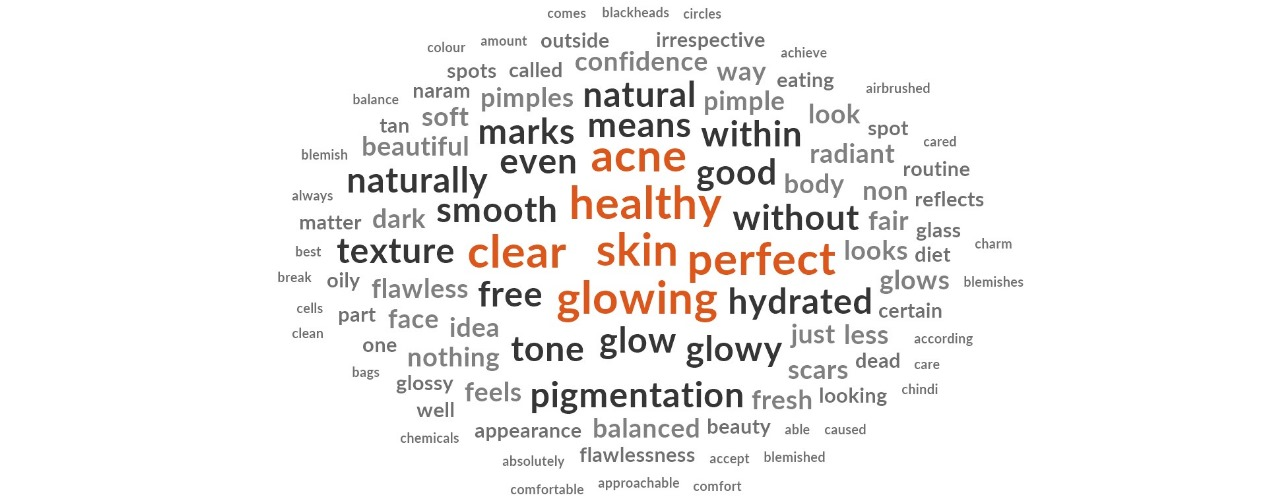 comes blackheads circles
colour amount outside irrespective
spots called confidence way achieve
balance naram pimples natural pimple eating airbrushed
tan soft marks means within look spot
blemish beautiful even acne good radiant cared
always naturally healthy body non routine
matter dark smooth without fair reflects
best texture clear skin perfect looks glass charm
break oily flawless free glowing hydrated glows diet blemishes
cells part face idea certain
clean one nothing tone glow glowy just less according
bags glossy feels pigmentation scars dead care
well fresh looking chindi
chemicals appearance balanced beauty able caused
absolutely flawlessness accept blemished
comfortable approachable comfort